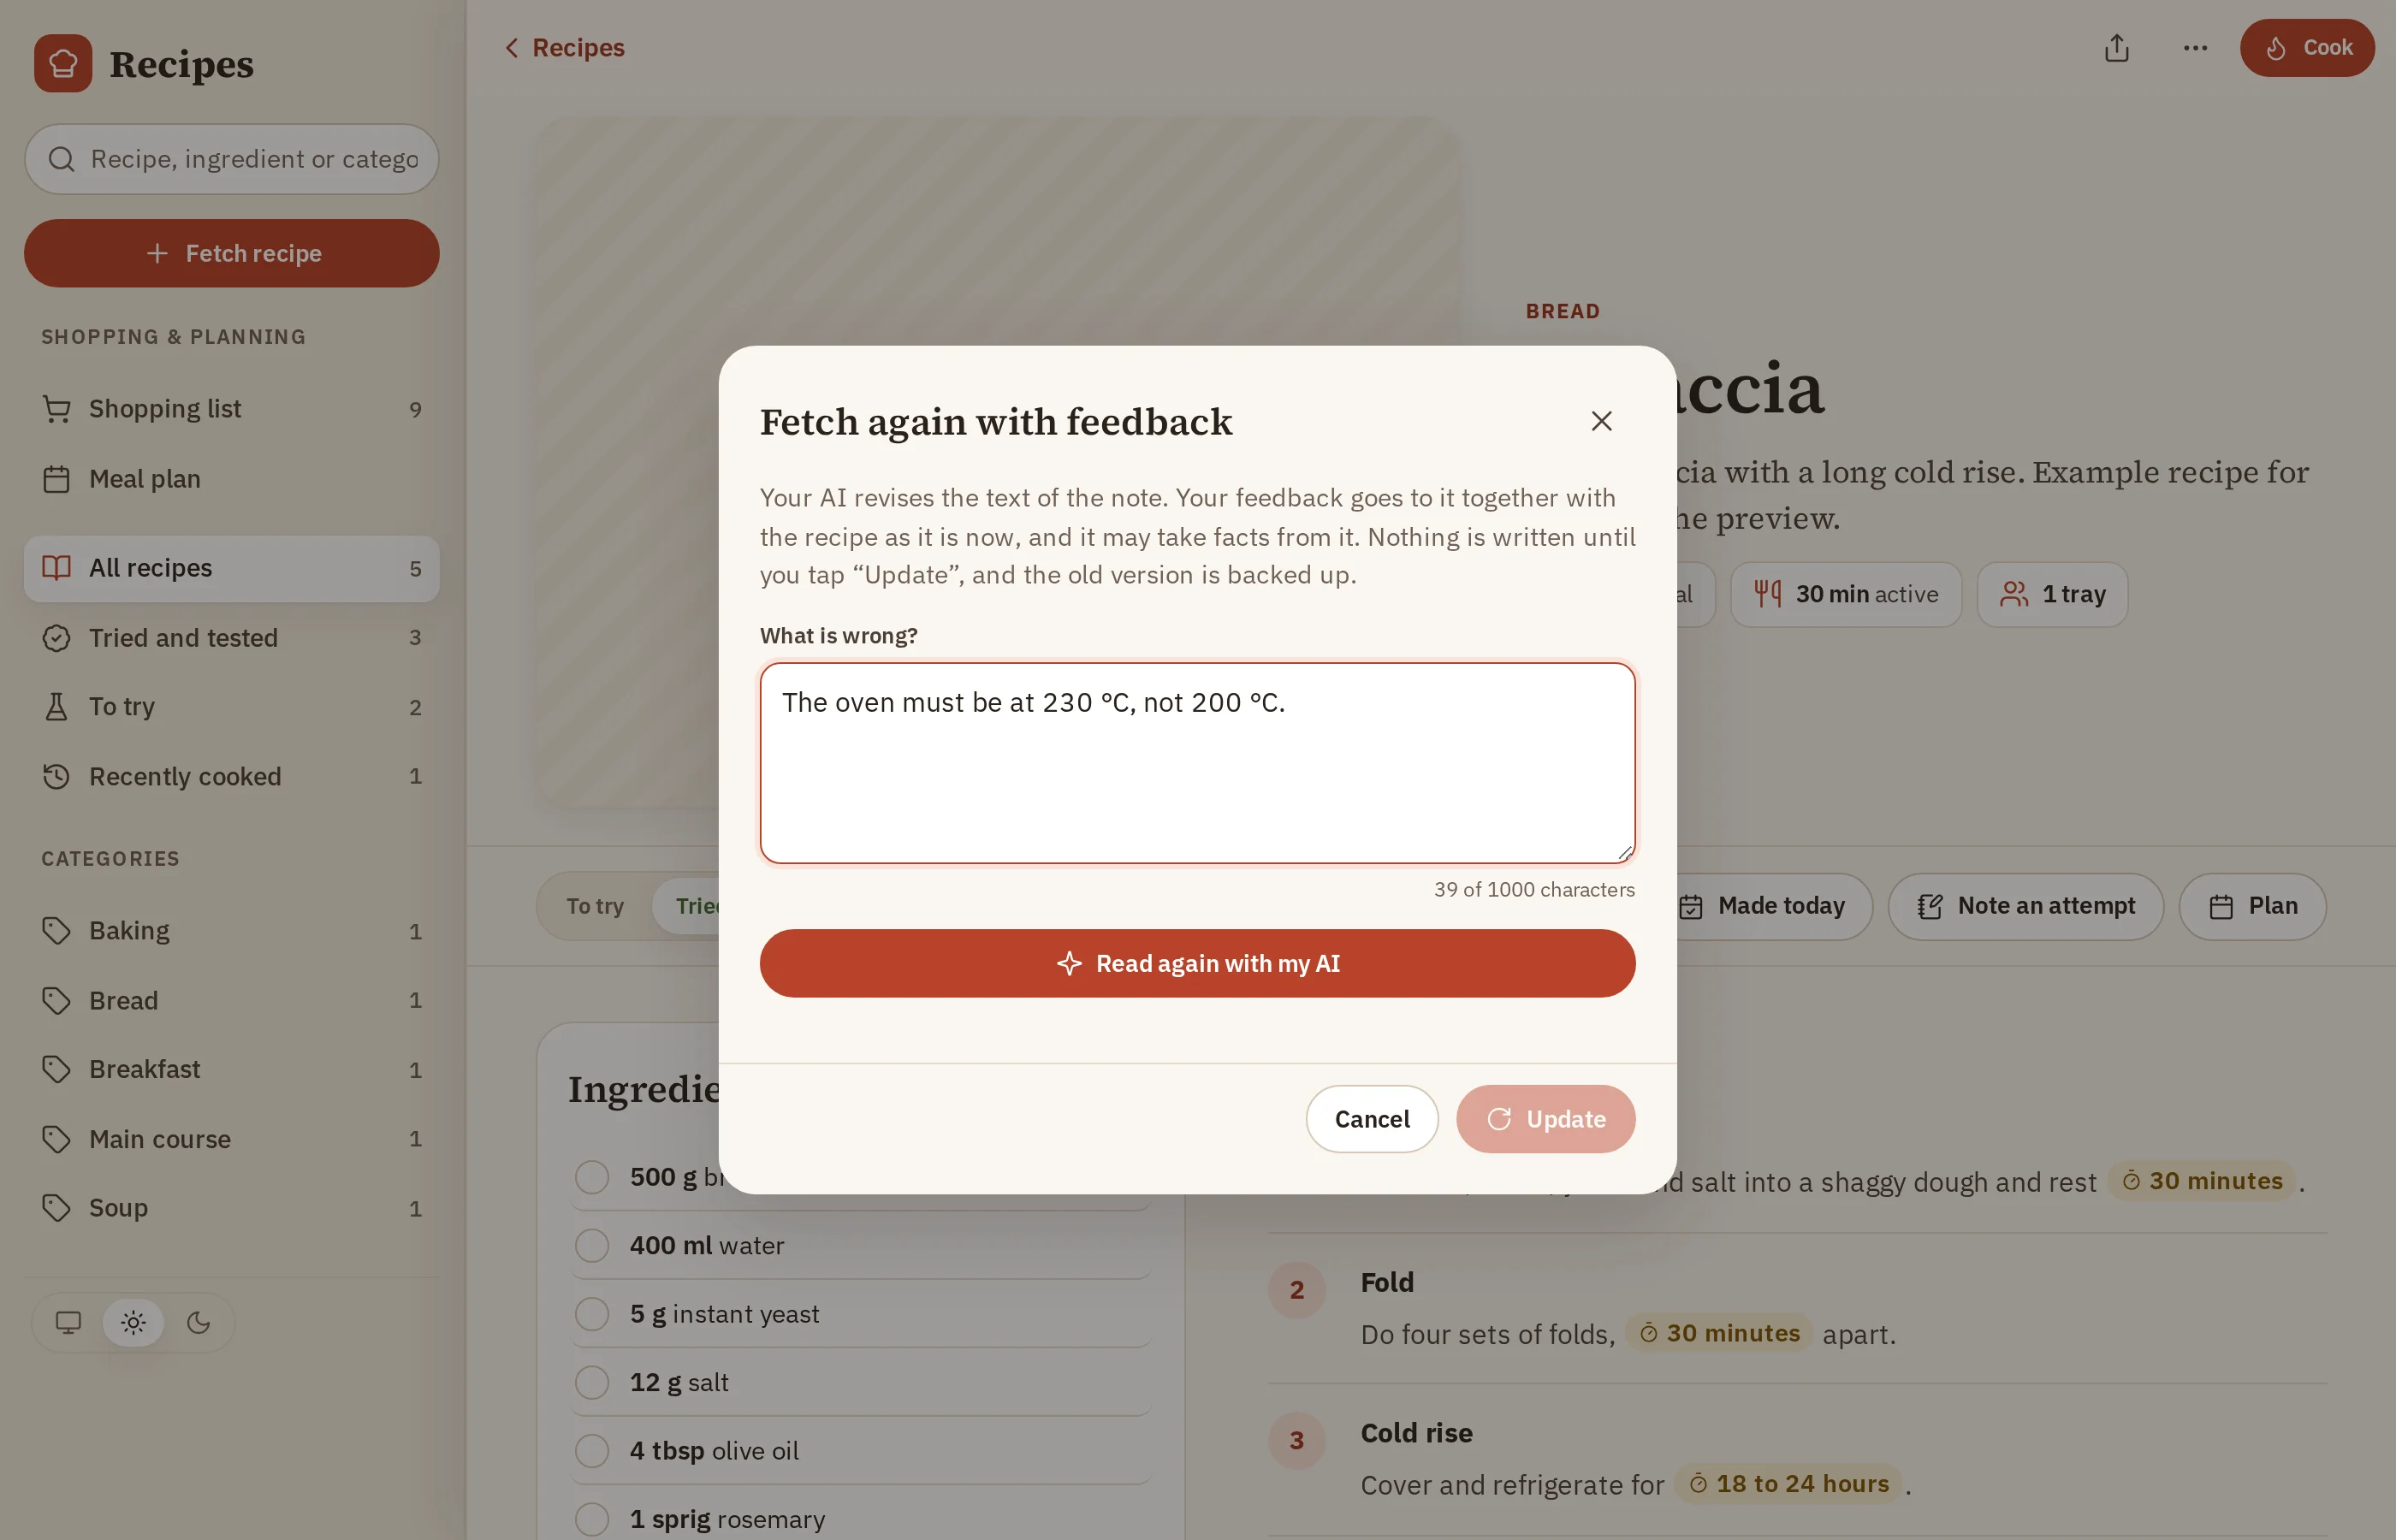 Recipes
Recipe, ingredient or catego
Fetch recipe
SHOPPING & PLANNING
Shopping list 9
Meal plan
All recipes 5
Tried and tested 3
To try 2
Recently cooked 1
CATEGORIES
Baking 1
Bread 1
Breakfast 1
Main course 1
Soup 1
Recipes
Cook
BREAD
ccia
cia with a long cold rise. Example recipe for
he preview.
al
30 min active
1 tray
Fetch again with feedback
Your AI revises the text of the note. Your feedback goes to it together with
the recipe as it is now, and it may take facts from it. Nothing is written until
you tap “Update”, and the old version is backed up.
What is wrong?
The oven must be at 230 °C, not 200 °C.
39 of 1000 characters
Read again with my AI
Cancel
Update
To try
Made today
Note an attempt
Plan
Ingredie
500 g
400 ml water
5 g instant yeast
12 g salt
4 tbsp olive oil
1 sprig rosemary
salt into a shaggy dough and rest 30 minutes.
2
Fold
Do four sets of folds, 30 minutes apart.
3
Cold rise
Cover and refrigerate for 18 to 24 hours.